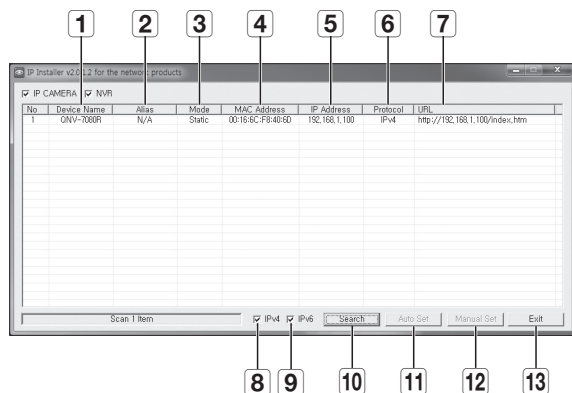 1 2 3 4 5 6 7
IP Installer v2.0.1.2 for the network products
IP CAMERA NVR
No Device Name Alias Mode MAC Address IP Address Protocol URL
1 QNV-7080R N/A Static 00:16:6C:F8:40:6D 192,168,1,100 IPv4 http://192,168,1,100/index,htm
Scan 1 Item IPv4 IPv6 Search Auto Set Manual Set Exit
8 9 10 11 12 13